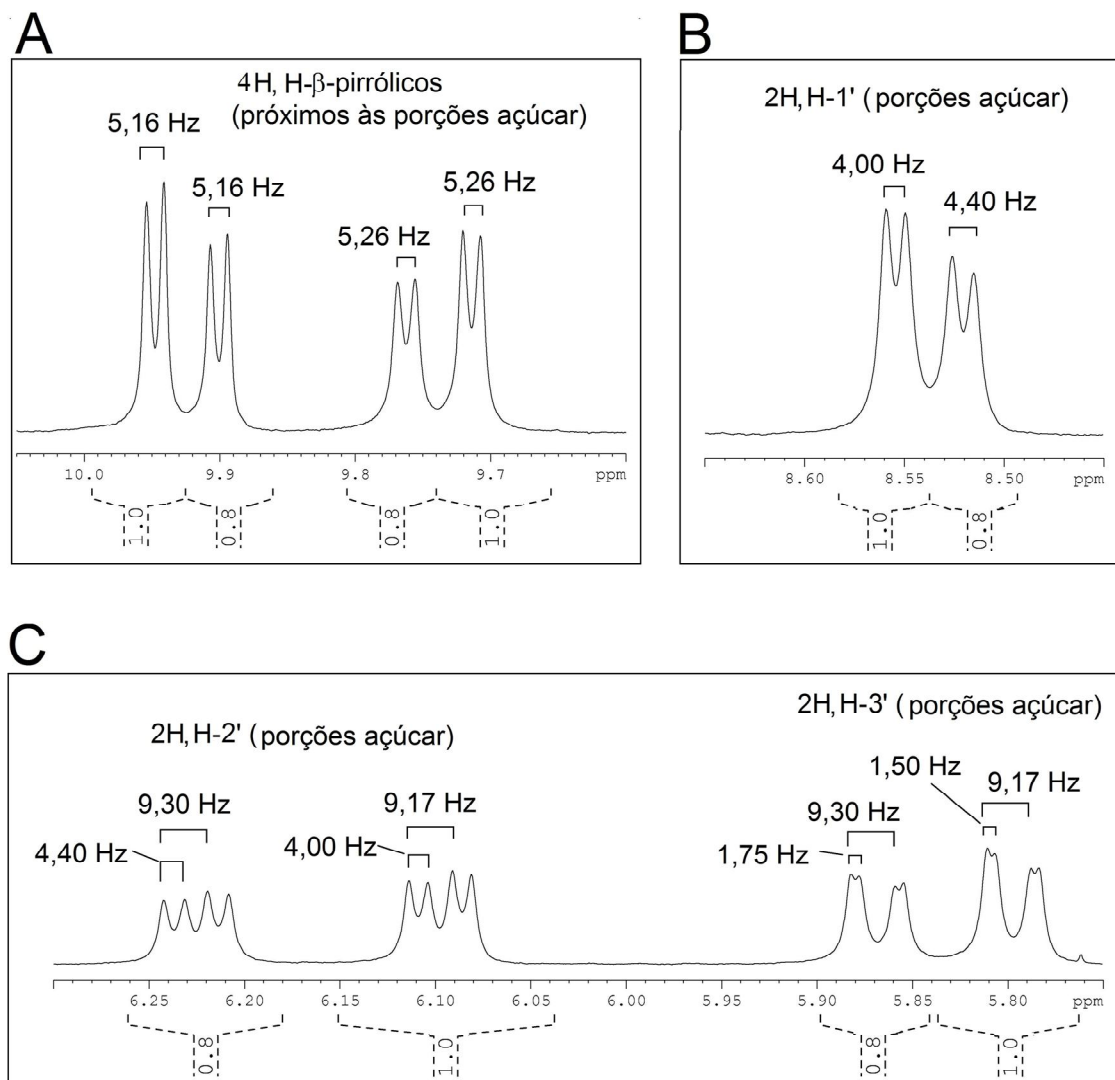 A
4H, H-β-pirrólicos
(próximos às porções açúcar)
5,16 Hz
5,16 Hz
5,26 Hz
5,26 Hz
10.0
9.9
9.8
9.7
ppm
1.0
0.8
0.8
1.0
B
2H, H-1' (porções açúcar)
4,00 Hz
4,40 Hz
8.60
8.55
8.50
ppm
1.0
0.8
C
2H, H-2' (porções açúcar)
2H, H-3' (porções açúcar)
9,30 Hz
4,40 Hz
9,17 Hz
4,00 Hz
9,30 Hz
1,75 Hz
1,50 Hz
9,17 Hz
6.25
6.20
6.15
6.10
6.05
6.00
5.95
5.90
5.85
5.80
ppm
0.8
1.0
0.8
1.0